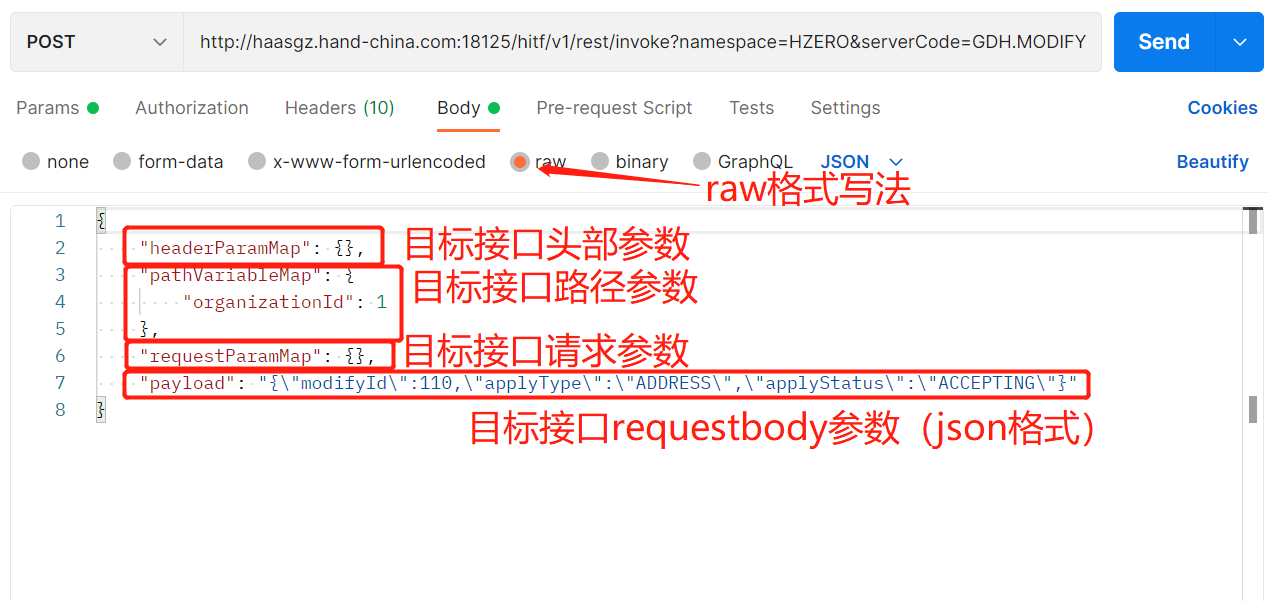 POST http://haasgz.hand-china.com:18125/hitf/v1/rest/invoke?namespace=HZERO&serverCode=GDH.MODIFY Send
Params Authorization Headers (10) Body Pre-request Script Tests Settings Cookies
none form-data x-www-form-urlencoded raw binary GraphQL JSON Beautify
raw格式写法
1 {
2 "headerParamMap": {}, 目标接口头部参数
3 "pathVariableMap": { 目标接口路径参数
4 "organizationId": 1
5 },
6 "requestParamMap": {}, 目标接口请求参数
7 "payload": "{\"modifyId\":110,\"applyType\":\"ADDRESS\",\"applyStatus\":\"ACCEPTING\"}"
8 }
目标接口requestbody参数（json格式）